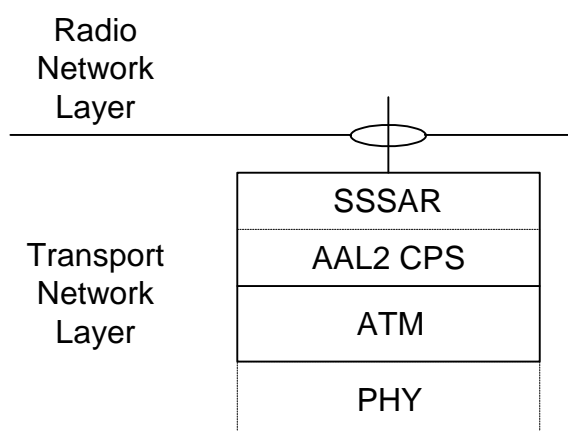 Radio
Network
Layer
SSSAR
AAL2 CPS
Transport
Network
Layer
ATM
PHY